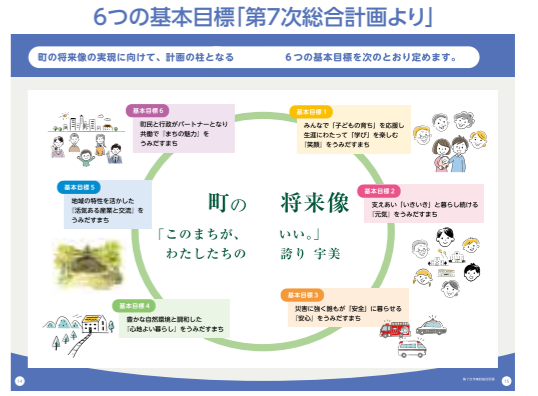 6つの基本目標「第7次総合計画より」
町の将来像の実現に向けて、計画の柱となる
6つの基本目標を次のとおり定めます。
基本目標6
町民と行政がパートナーとなり
共働で『まちの魅力』を
うみだすまち
基本目標1
みんなで「子どもの育ち」を応援し
生涯にわたって「学び」を楽しむ
『笑顔』をうみだすまち
基本目標5
地域の特性を活かした
『活気ある産業と交流』を
うみだすまち
基本目標2
支えあい「いきいき」と暮らし続ける
『元気』をうみだすまち
町の 将来像
「このまちが、 いい。」
わたしたちの 誇り 宇美
基本目標4
豊かな自然環境と調和した
『心地よい暮らし』をうみだすまち
基本目標3
災害に強く誰もが『安全』に暮らせる
『安心』をうみだすまち